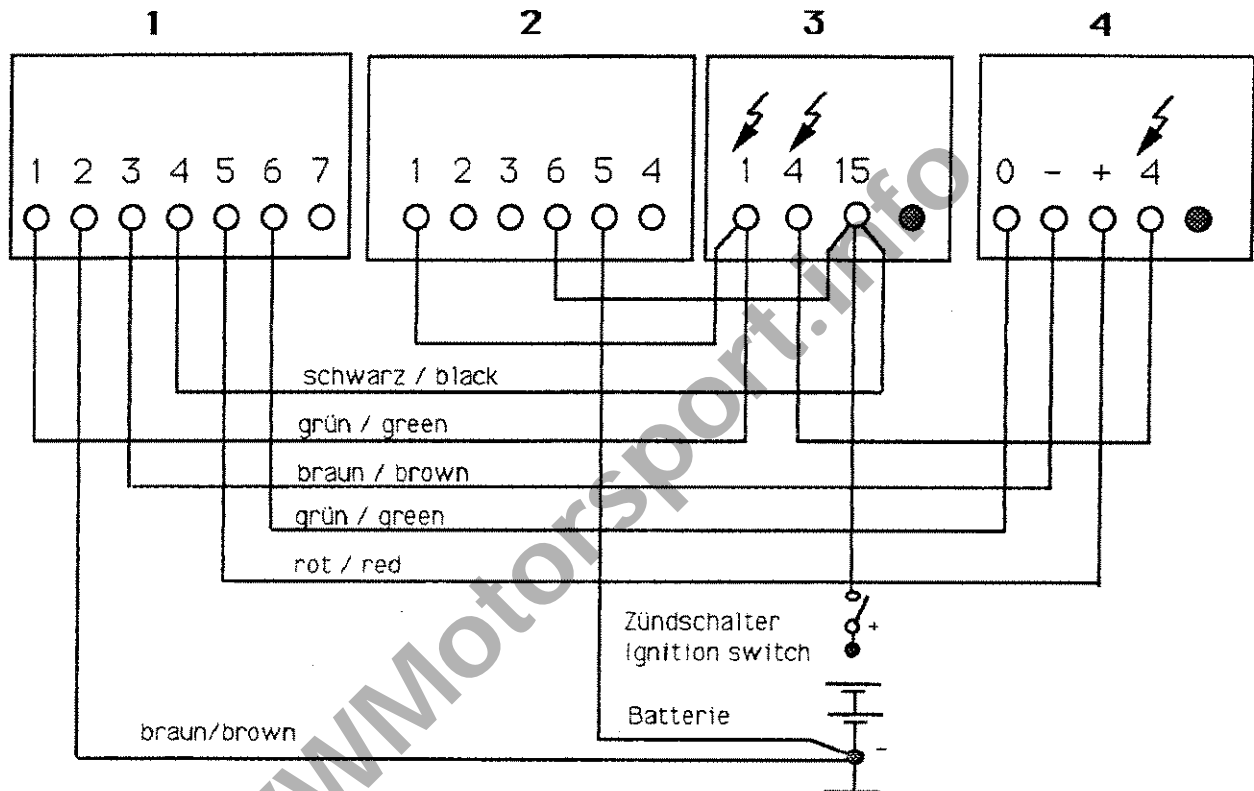 1 2 3 4
1 2 3 4 5 6 7
1 2 3 6 5 4
1 4 15
0 - + 4
schwarz / black
grün / green
braun / brown
grün / green
rot / red
Zündschalter
ignition switch
+
Batterie
-
braun/brown
WMotorsport.info